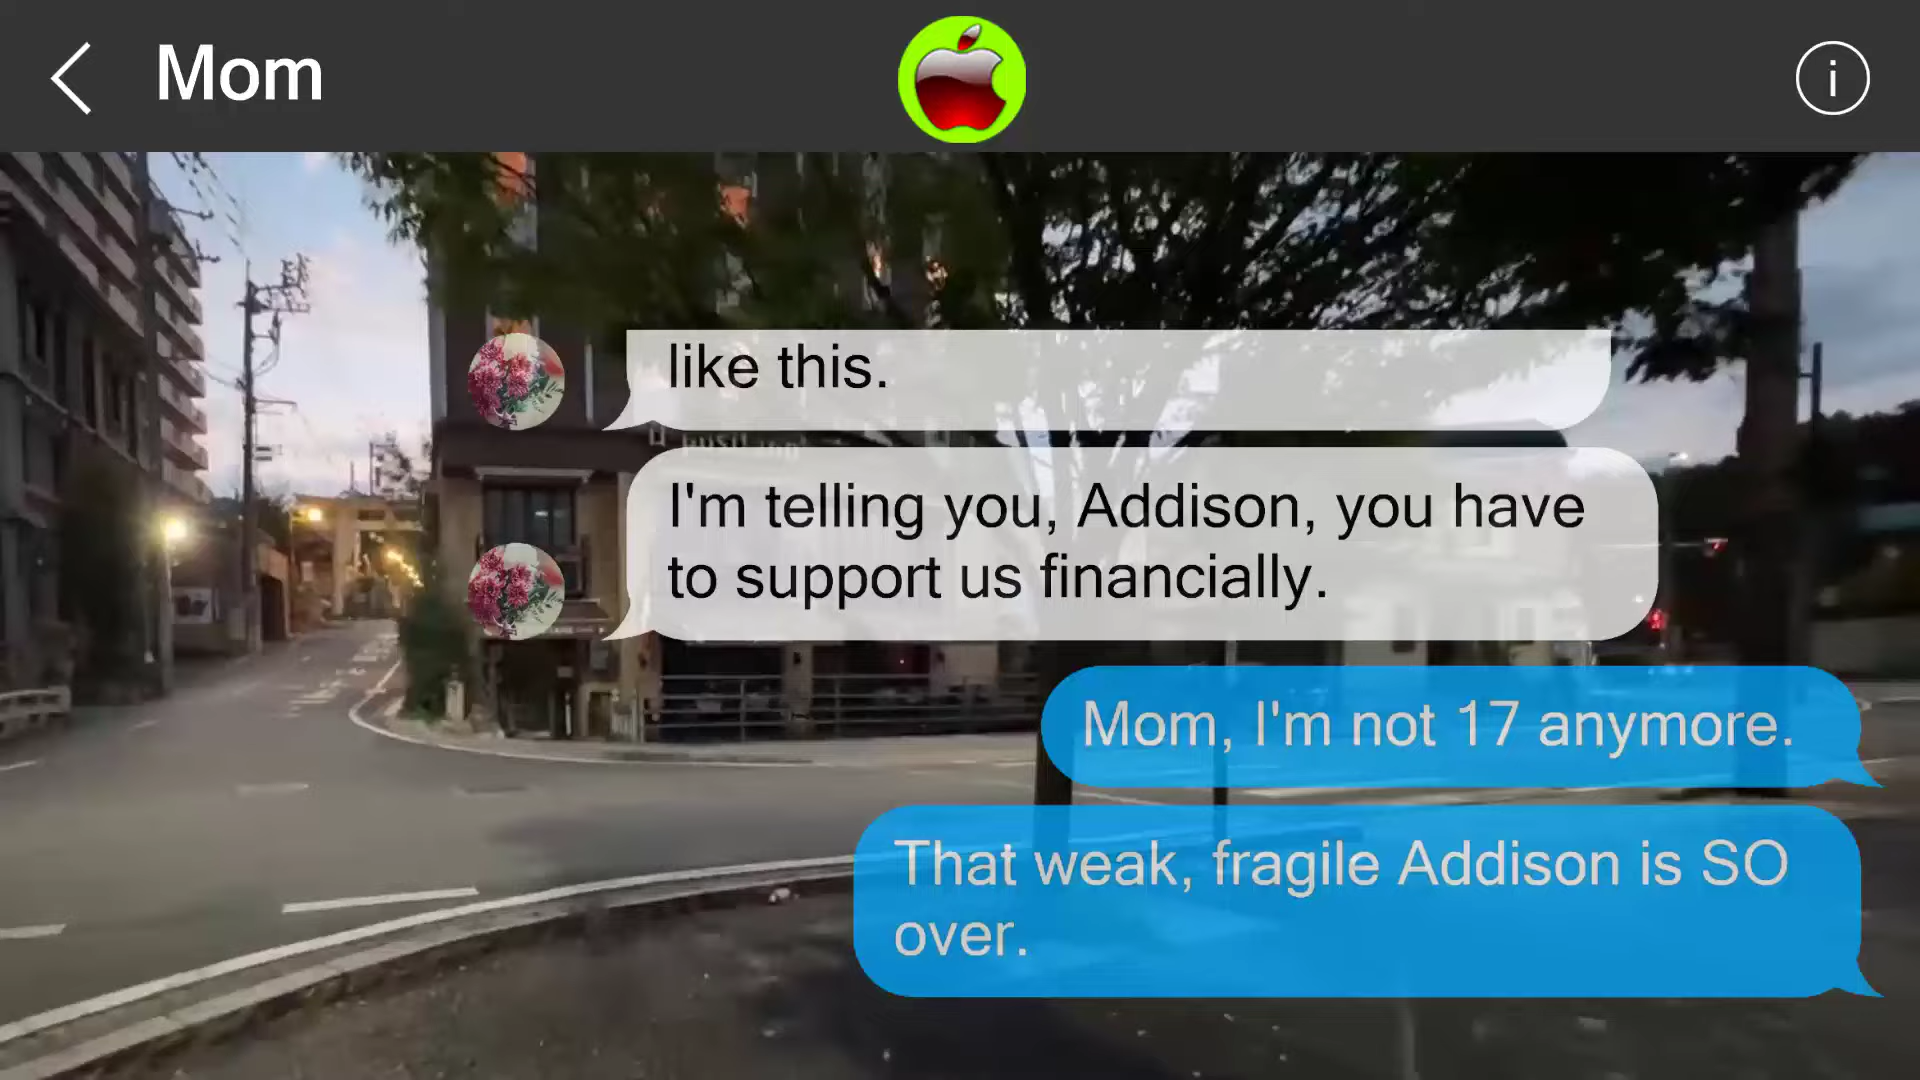 Mom
i
like this.
I'm telling you, Addison, you have
to support us financially.
Mom, I'm not 17 anymore.
That weak, fragile Addison is SO
over.